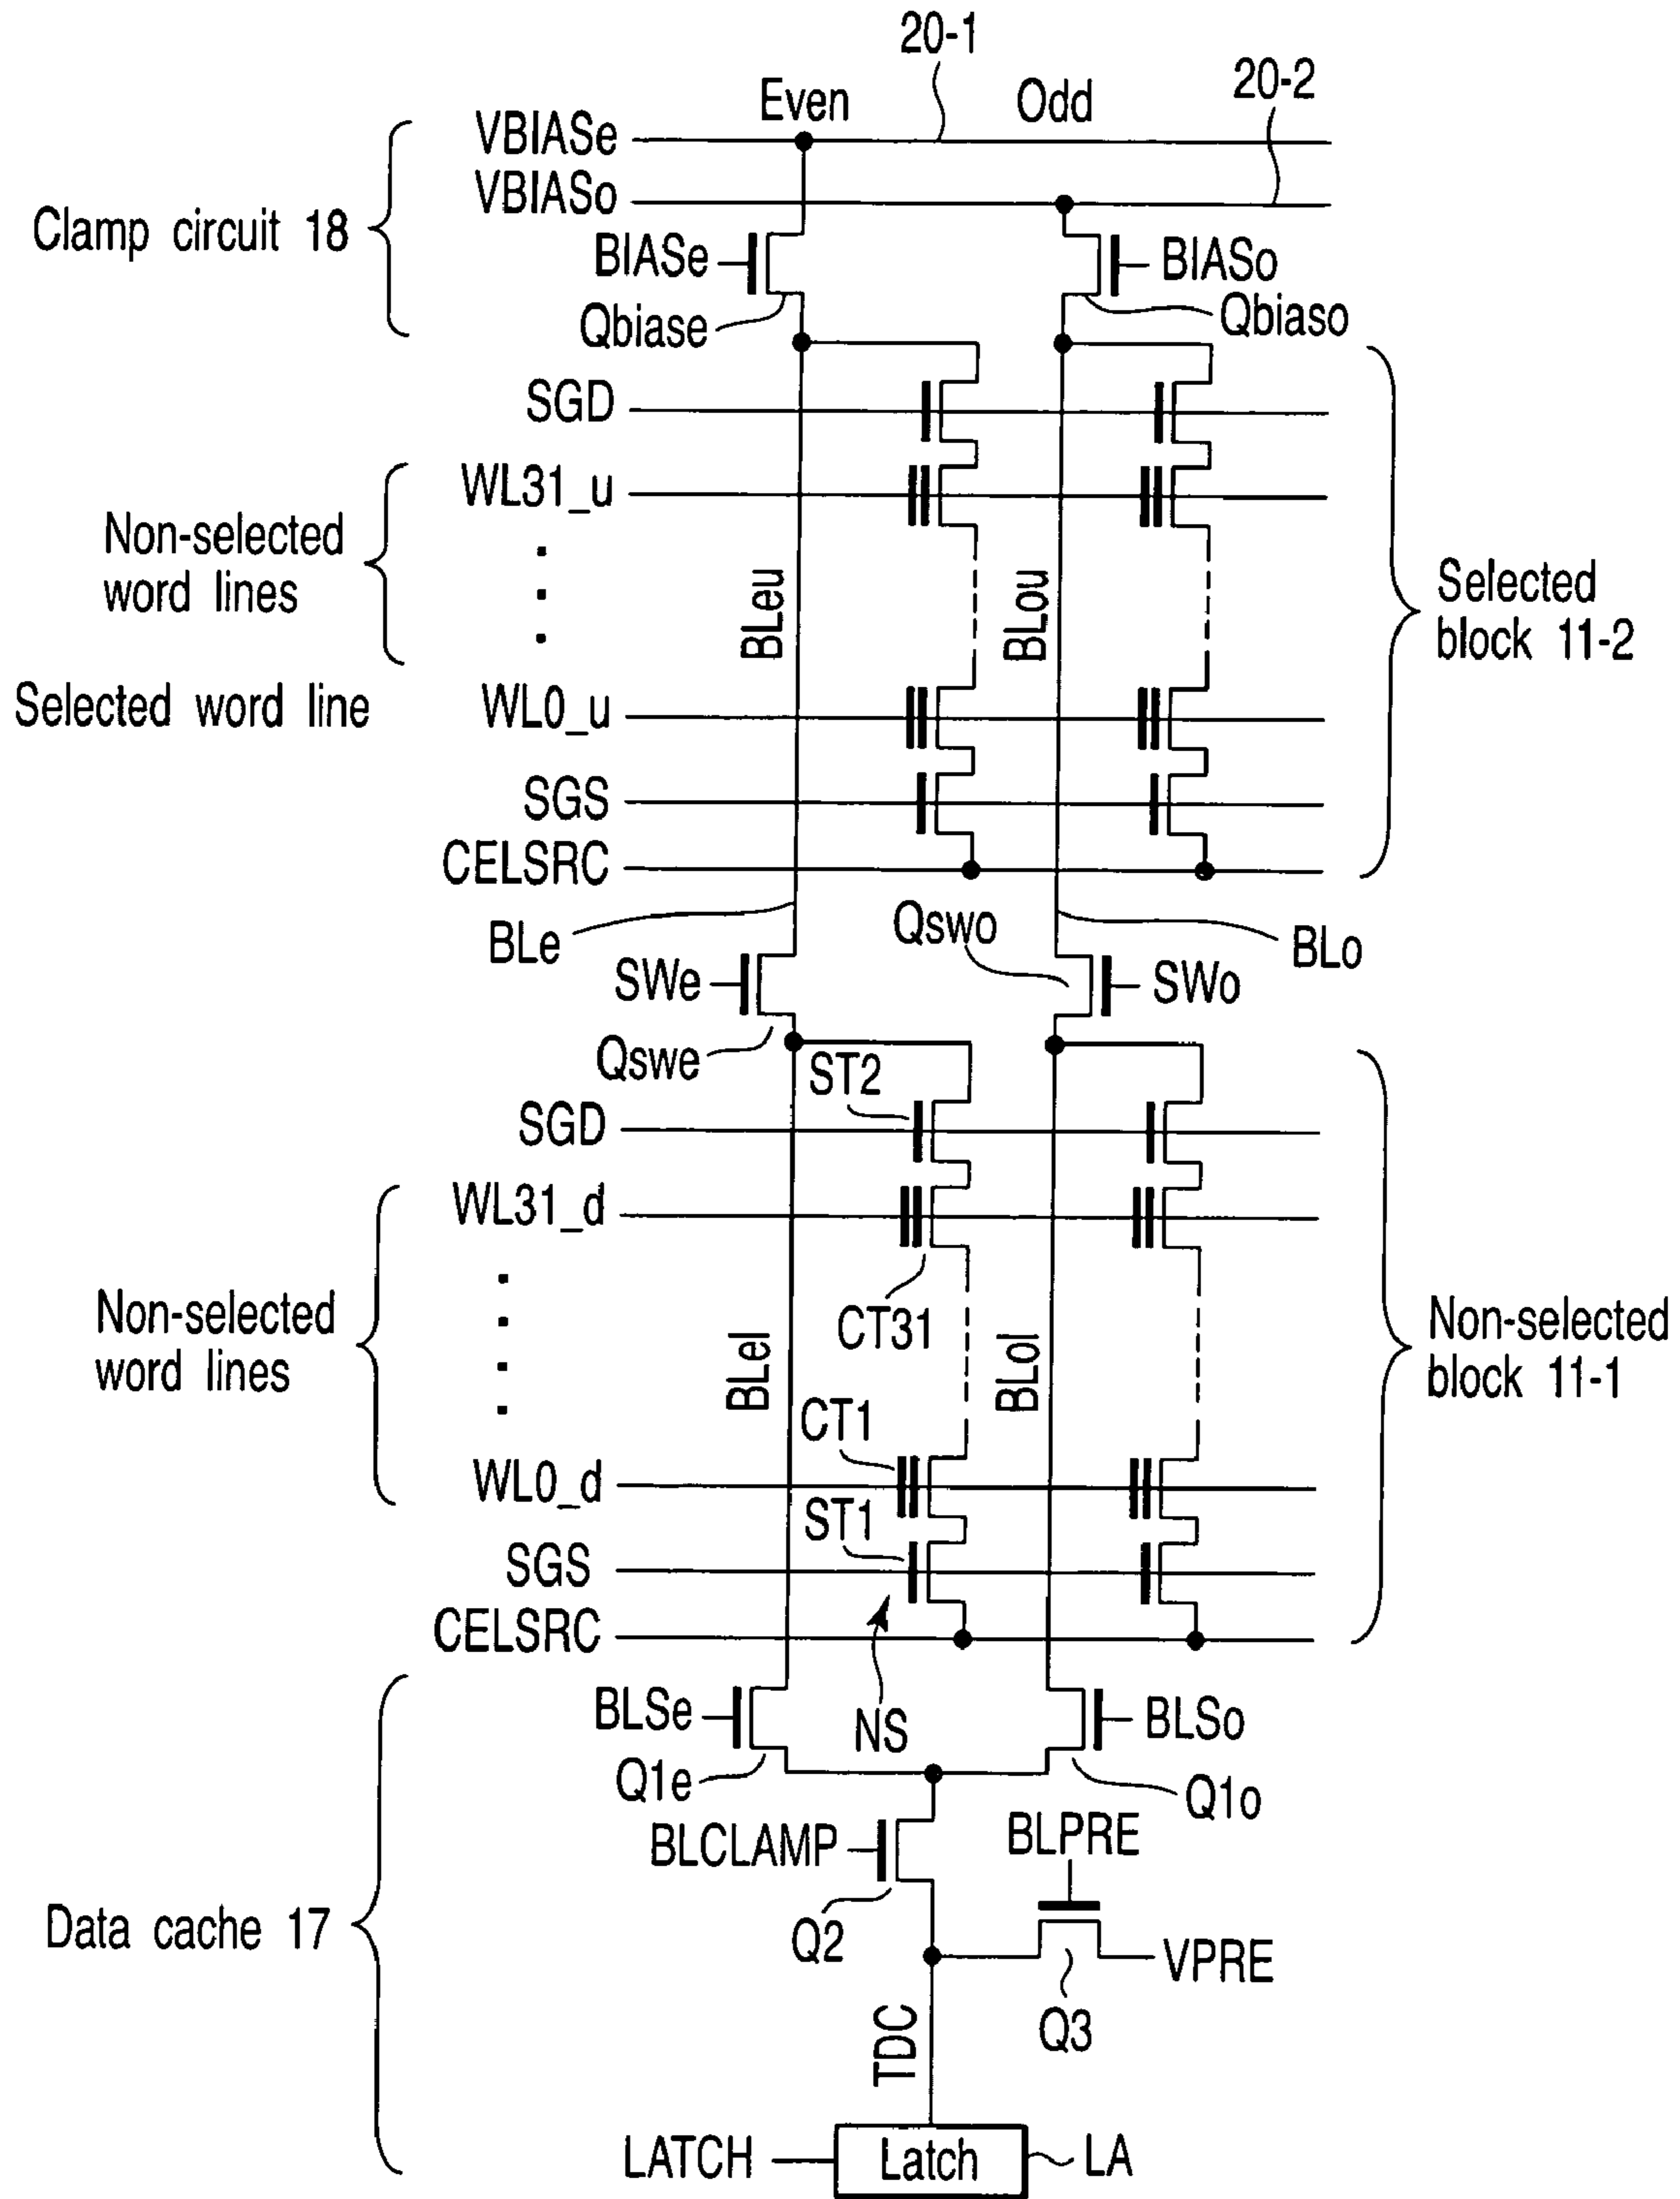 20-1
20-2
Even
Odd
VBIASe
VBIASo
Clamp circuit 18
BIASe
BIASo
Qbiase
Qbiaso
SGD
WL31_u
Non-selected
word lines
BLeu
BLou
Selected
block 11-2
Selected word line
WL0_u
SGS
CELSRC
BLe
Qswo
BLo
SWe
SWo
Qswe
ST2
SGD
WL31_d
CT31
Non-selected
word lines
BLel
BLol
Non-selected
block 11-1
CT1
WL0_d
ST1
SGS
CELSRC
BLSe
NS
BLSo
Q1e
Q1o
BLCLAMP
BLPRE
Data cache 17
Q2
VPRE
Q3
TDC
LATCH
Latch
LA